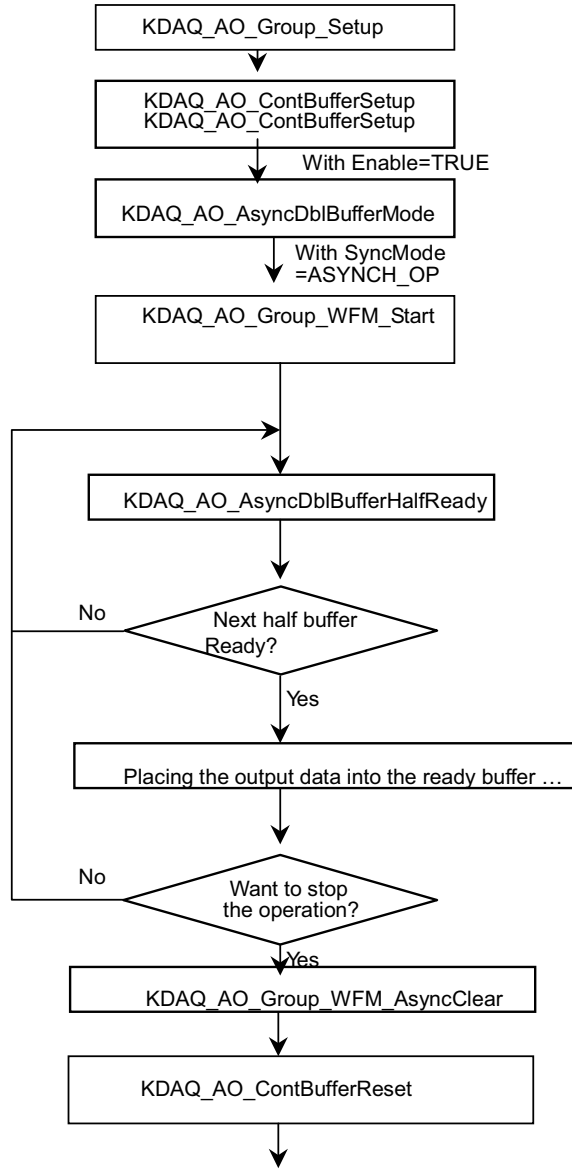 KDAQ_AO_Group_Setup
KDAQ_AO_ContBufferSetup
KDAQ_AO_ContBufferSetup
With Enable=TRUE
KDAQ_AO_AsyncDblBufferMode
With SyncMode
=ASYNCH_OP
KDAQ_AO_Group_WFM_Start
KDAQ_AO_AsyncDblBufferHalfReady
No
Next half buffer
Ready?
Yes
Placing the output data into the ready buffer …
No
Want to stop
the operation?
Yes
KDAQ_AO_Group_WFM_AsyncClear
KDAQ_AO_ContBufferReset